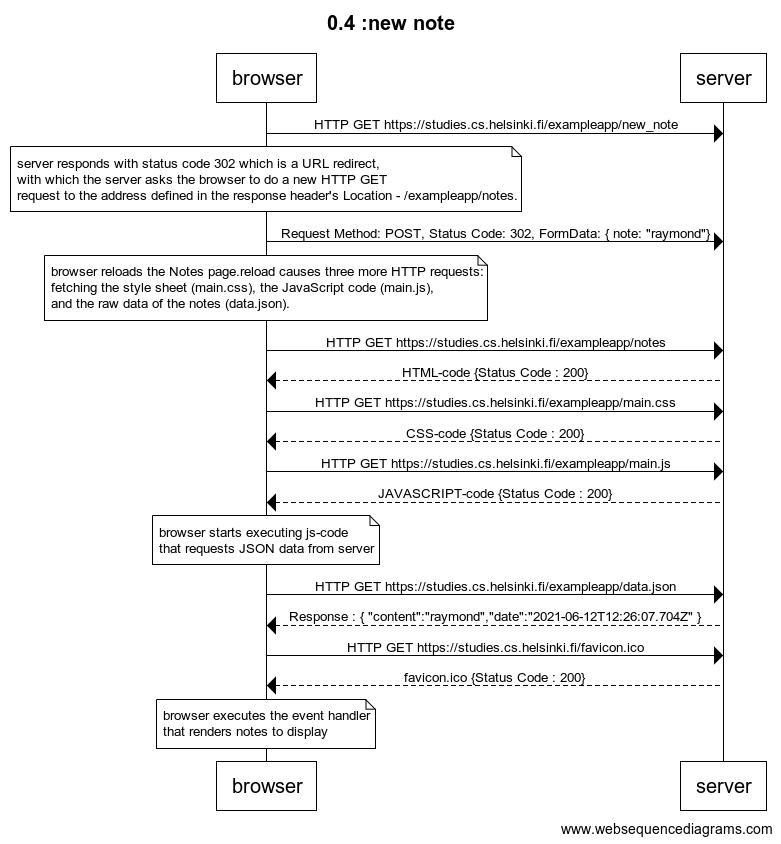 0.4 :new note
browser
server
HTTP GET https://studies.cs.helsinki.fi/exampleapp/new_note
server responds with status code 302 which is a URL redirect,
with which the server asks the browser to do a new HTTP GET
request to the address defined in the response header's Location - /exampleapp/notes.
Request Method: POST, Status Code: 302, FormData: { note: "raymond"}
browser reloads the Notes page.reload causes three more HTTP requests:
fetching the style sheet (main.css), the JavaScript code (main.js),
and the raw data of the notes (data.json).
HTTP GET https://studies.cs.helsinki.fi/exampleapp/notes
HTML-code {Status Code : 200}
HTTP GET https://studies.cs.helsinki.fi/exampleapp/main.css
CSS-code {Status Code : 200}
HTTP GET https://studies.cs.helsinki.fi/exampleapp/main.js
JAVASCRIPT-code {Status Code : 200}
browser starts executing js-code
that requests JSON data from server
HTTP GET https://studies.cs.helsinki.fi/exampleapp/data.json
Response : { "content":"raymond","date":"2021-06-12T12:26:07.704Z" }
HTTP GET https://studies.cs.helsinki.fi/favicon.ico
favicon.ico {Status Code : 200}
browser executes the event handler
that renders notes to display
browser
server
www.websequencediagrams.com